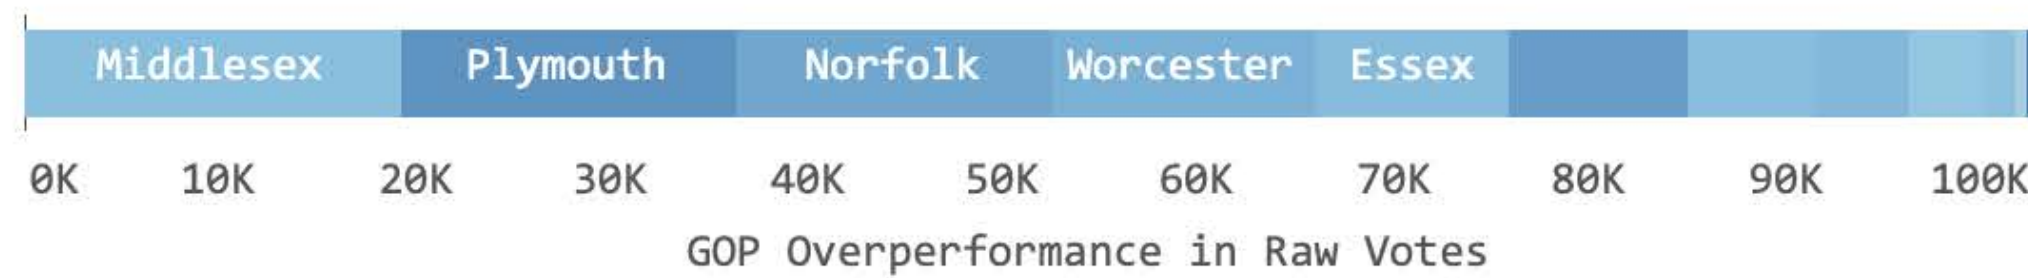 Middlesex Plymouth Norfolk Worcester Essex
0K 10K 20K 30K 40K 50K 60K 70K 80K 90K 100K
GOP Overperformance in Raw Votes